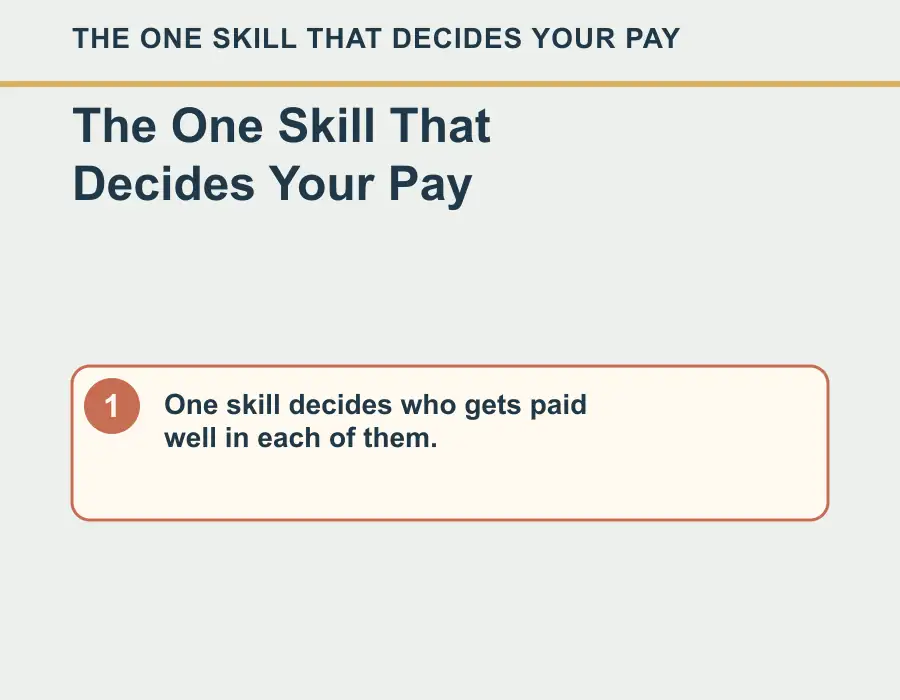 THE ONE SKILL THAT DECIDES YOUR PAY
The One Skill That
Decides Your Pay
1
One skill decides who gets paid
well in each of them.